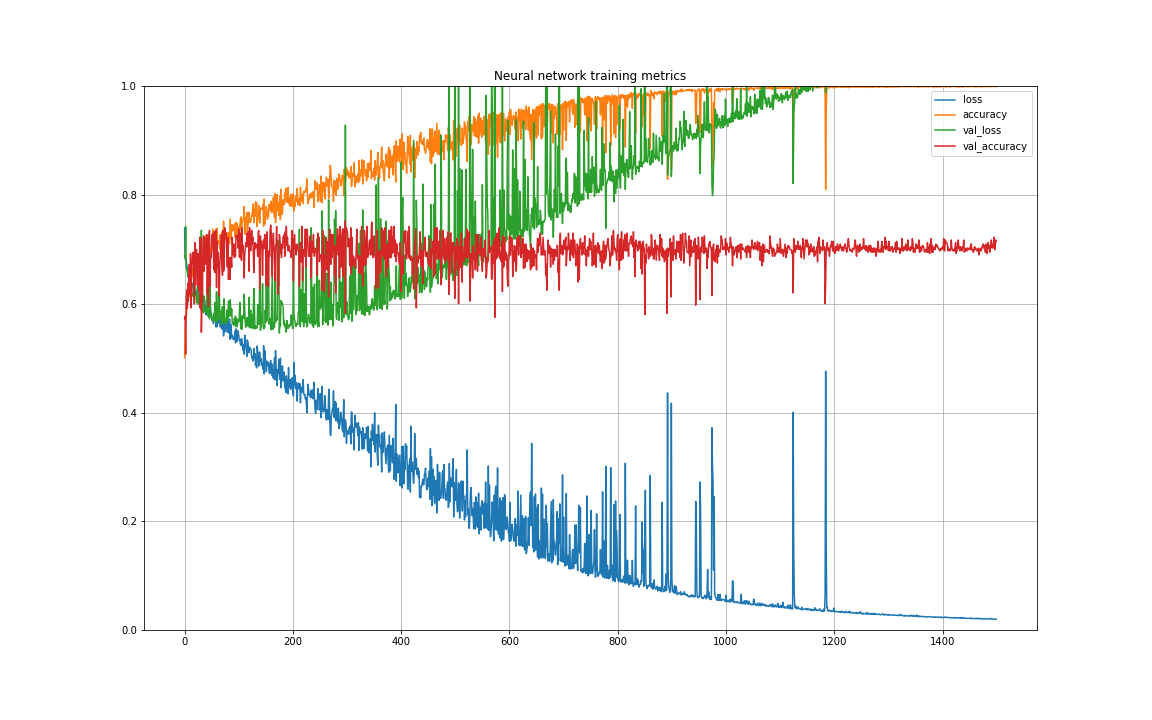 Neural network training metrics
1.0
0.8
0.6
0.4
0.2
0.0
loss
accuracy
val_loss
val_accuracy
0 200 400 600 800 1000 1200 1400